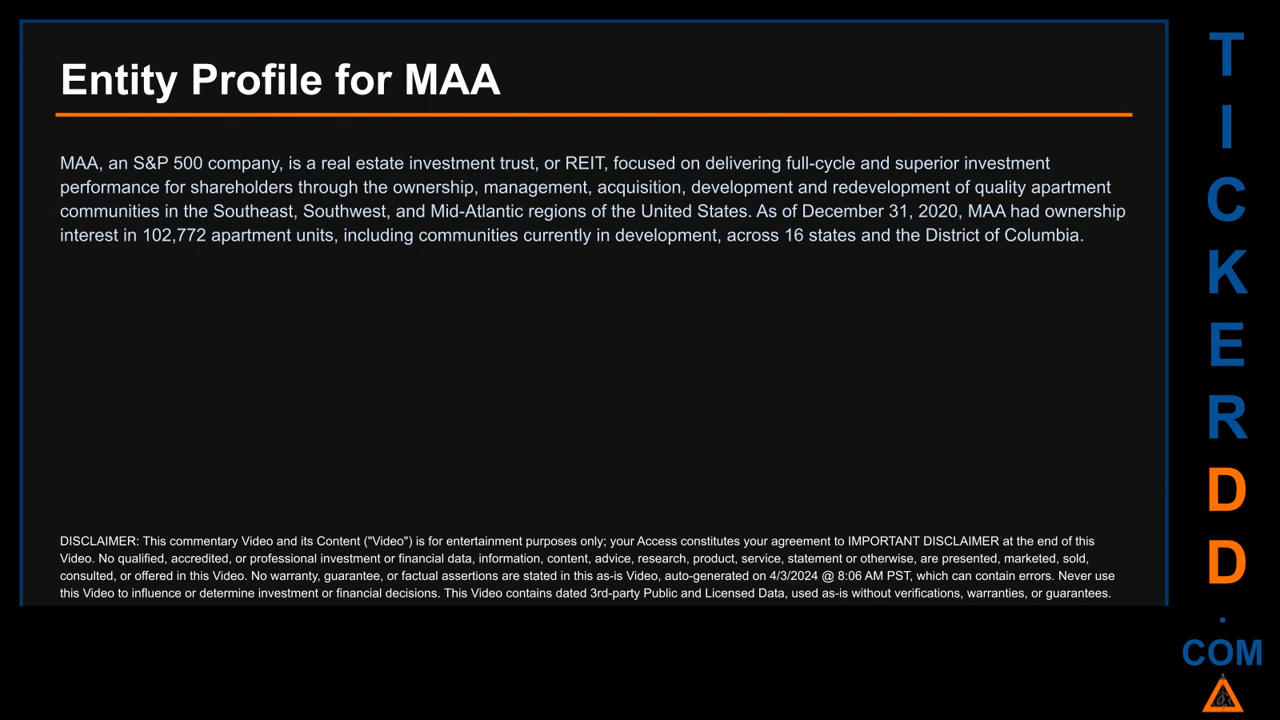 Entity Profile for MAA
MAA, an S&P 500 company, is a real estate investment trust, or REIT, focused on delivering full-cycle and superior investment
performance for shareholders through the ownership, management, acquisition, development and redevelopment of quality apartment
communities in the Southeast, Southwest, and Mid-Atlantic regions of the United States. As of December 31, 2020, MAA had ownership
interest in 102,772 apartment units, including communities currently in development, across 16 states and the District of Columbia.
DISCLAIMER: This commentary Video and its Content ("Video") is for entertainment purposes only; your Access constitutes your agreement to IMPORTANT DISCLAIMER at the end of this
Video. No qualified, accredited, or professional investment or financial data, information, content, advice, research, product, service, statement or otherwise, are presented, marketed, sold,
consulted, or offered in this Video. No warranty, guarantee, or factual assertions are stated in this as-is Video, auto-generated on 4/3/2024 @ 8:06 AM PST, which can contain errors. Never use
this Video to influence or determine investment or financial decisions. This Video contains dated 3rd-party Public and Licensed Data, used as-is without verifications, warranties, or guarantees.
T
I
C
K
E
R
D
D
.
COM